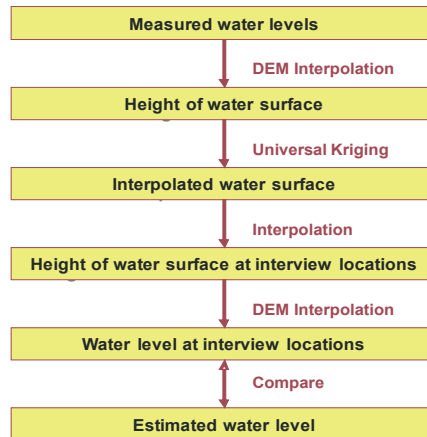 Measured water levels
DEM Interpolation
Height of water surface
Universal Kriging
Interpolated water surface
Interpolation
Height of water surface at interview locations
DEM Interpolation
Water level at interview locations
Compare
Estimated water level